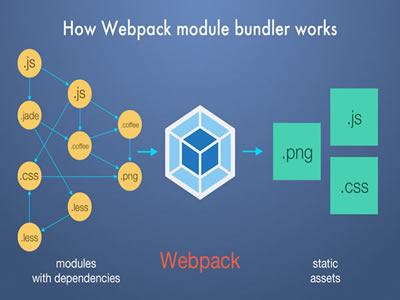 How Webpack module bundler works
.js
.js
.jade
.coffee
.coffee
.css
.png
.less
.less
.png
.js
.css
modules
with dependencies
Webpack
static
assets